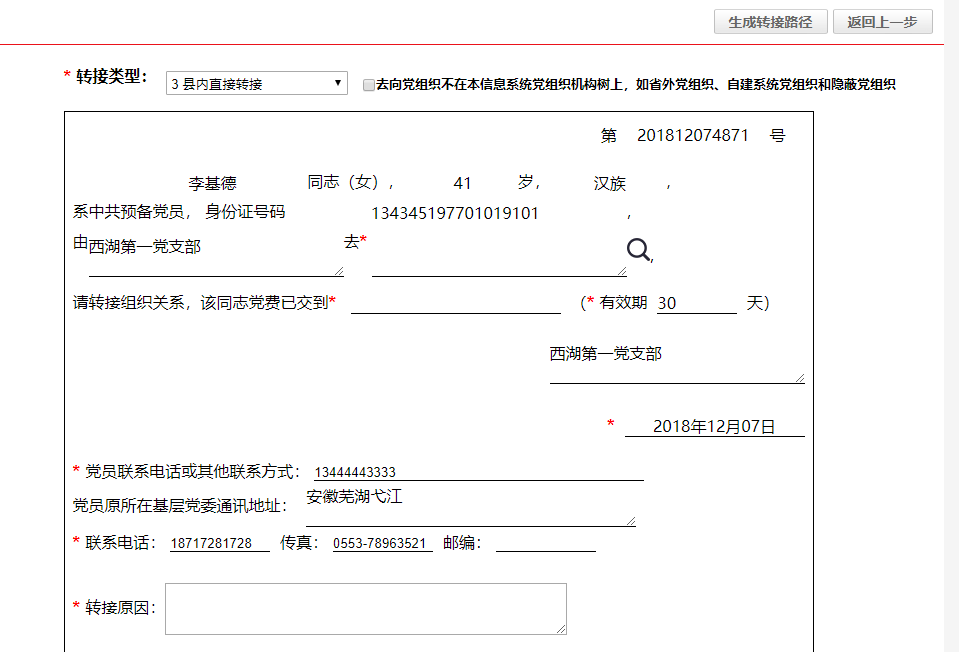 生成转接路径 返回上一步
* 转接类型： 3 县内直接转接 去向党组织不在本信息系统党组织机构树上，如省外党组织、自建系统党组织和隐蔽党组织
第 201812074871 号
李基德 同志（女）， 41 岁， 汉族 ，
系中共预备党员， 身份证号码 134345197701019101 ，
由西湖第一党支部 去* ，
请转接组织关系，该同志党费已交到* （* 有效期 30 天）
西湖第一党支部
* 2018年12月07日
* 党员联系电话或其他联系方式： 13444443333
党员原所在基层党委通讯地址： 安徽芜湖弋江
* 联系电话： 18717281728 传真： 0553-78963521 邮编：
* 转接原因：